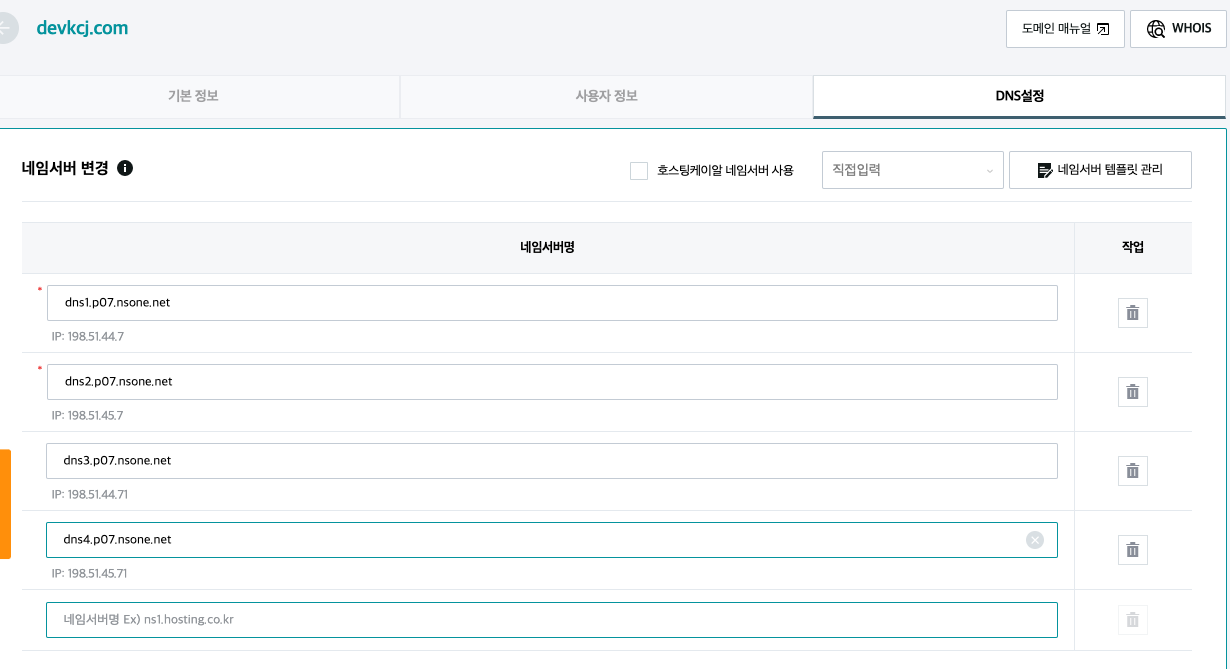 devkcj.com
도메인 매뉴얼
WHOIS
기본 정보
사용자 정보
DNS설정
네임서버 변경
호스팅케이알 네임서버 사용
직접입력
네임서버 템플릿 관리
네임서버명
작업
* dns1.p07.nsone.net
IP: 198.51.44.7
* dns2.p07.nsone.net
IP: 198.51.45.7
dns3.p07.nsone.net
IP: 198.51.44.71
dns4.p07.nsone.net
IP: 198.51.45.71
네임서버명 Ex) ns1.hosting.co.kr